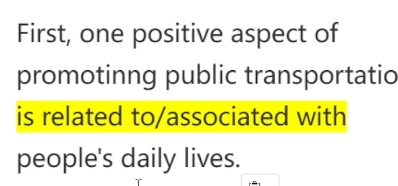 First, one positive aspect of
promotinng public transportatio
is related to/associated with
people's daily lives.